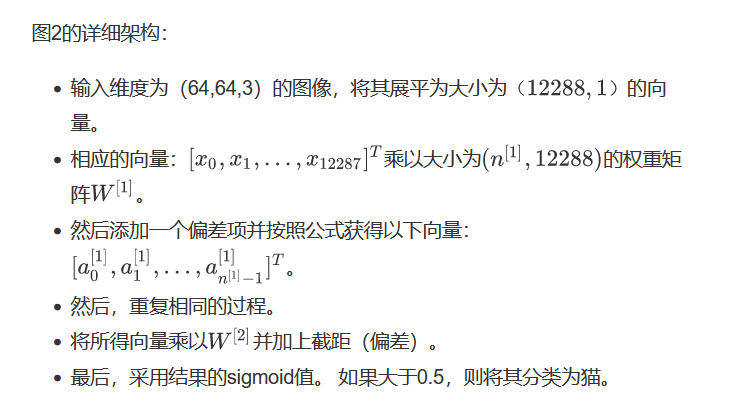 图2的详细架构：
• 输入维度为（64,64,3）的图像，将其展平为大小为（12288, 1）的向
量。
• 相应的向量：$[x_0, x_1, \ldots, x_{12287}]^T$乘以大小为$(n^{[1]}, 12288)$的权重矩
阵$W^{[1]}$。
• 然后添加一个偏差项并按照公式获得以下向量：
$[a_0^{[1]}, a_1^{[1]}, \ldots, a_{n^{[1]}-1}^{[1]}]^T$。
• 然后，重复相同的过程。
• 将所得向量乘以$W^{[2]}$并加上截距（偏差）。
• 最后，采用结果的sigmoid值。 如果大于0.5，则将其分类为猫。